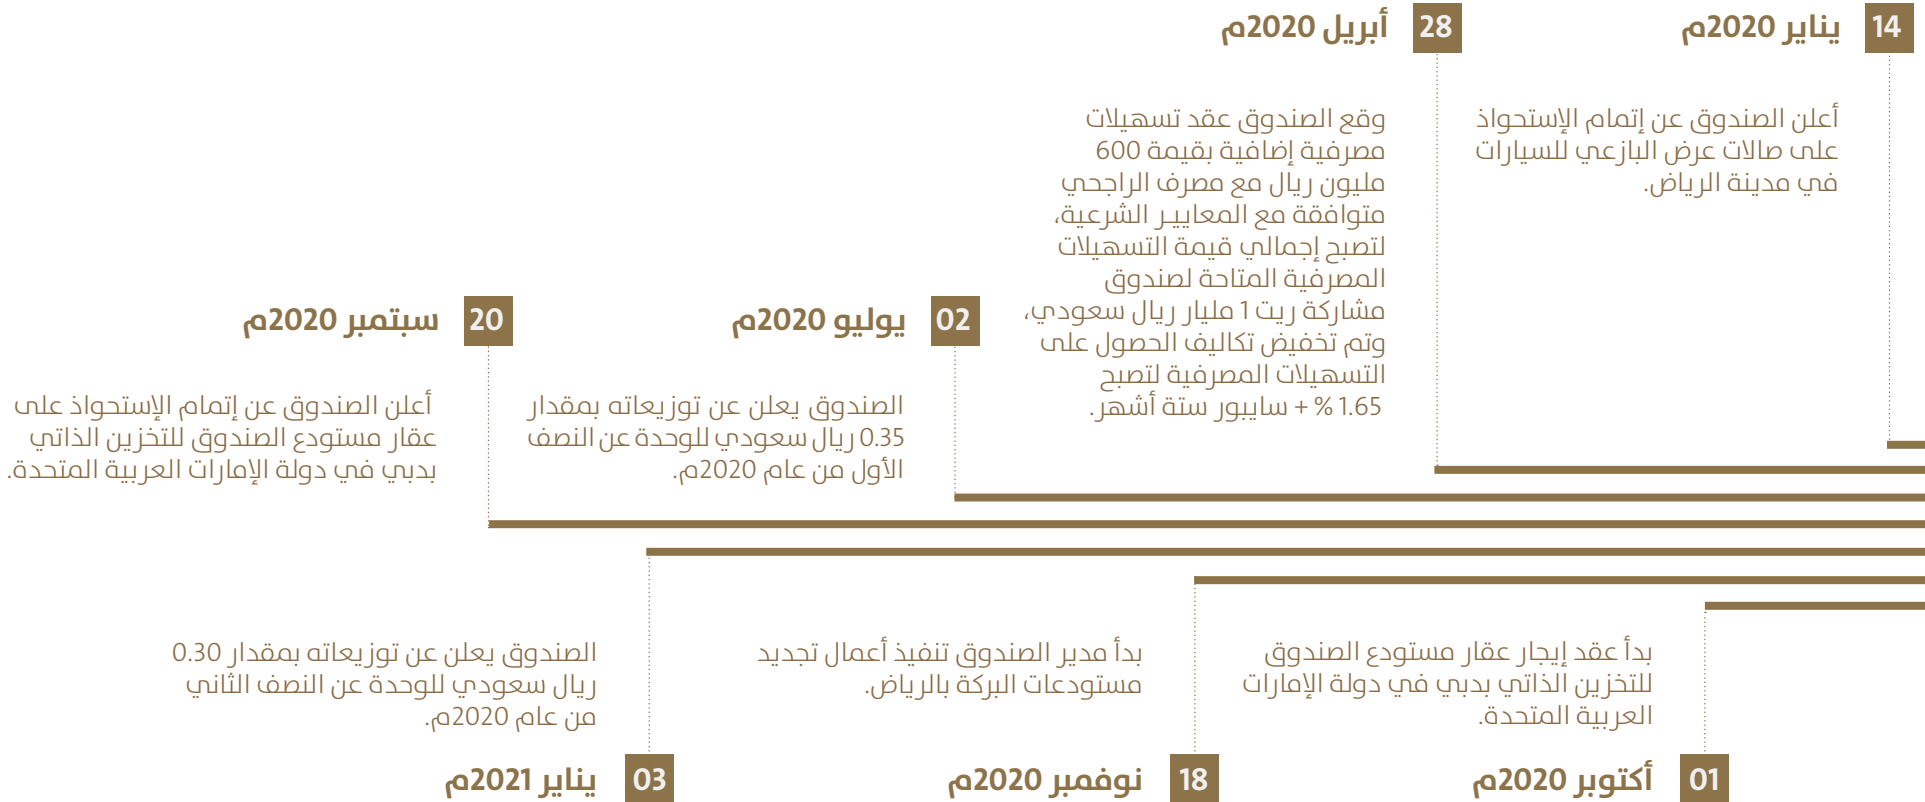 14 يناير 2020م
أعلن الصندوق عن إتمام الإستحواذ
على صالات عرض البازعي للسيارات
في مدينة الرياض.
28 أبريل 2020م
وقع الصندوق عقد تسهيلات
مصرفية إضافية بقيمة 600
مليون ريال مع مصرف الراجحي
متوافقة مع المعايير الشرعية،
لتصبح إجمالي قيمة التسهيلات
المصرفية المتاحة لصندوق
مشاركة ريت 1 مليار ريال سعودي،
وتم تخفيض تكاليف الحصول على
التسهيلات المصرفية لتصبح
1.65 % + سايبور ستة أشهر.
02 يوليو 2020م
الصندوق يعلن عن توزيعاته بمقدار
0.35 ريال سعودي للوحدة عن النصف
الأول من عام 2020م.
20 سبتمبر 2020م
أعلن الصندوق عن إتمام الإستحواذ على
عقار مستودع الصندوق للتخزين الذاتي
بدبي في دولة الإمارات العربية المتحدة.
بدأ عقد إيجار عقار مستودع الصندوق
للتخزين الذاتي بدبي في دولة الإمارات
العربية المتحدة.
01 أكتوبر 2020م
بدأ مدير الصندوق تنفيذ أعمال تجديد
مستودعات البركة بالرياض.
18 نوفمبر 2020م
الصندوق يعلن عن توزيعاته بمقدار 0.30
ريال سعودي للوحدة عن النصف الثاني
من عام 2020م.
03 يناير 2021م